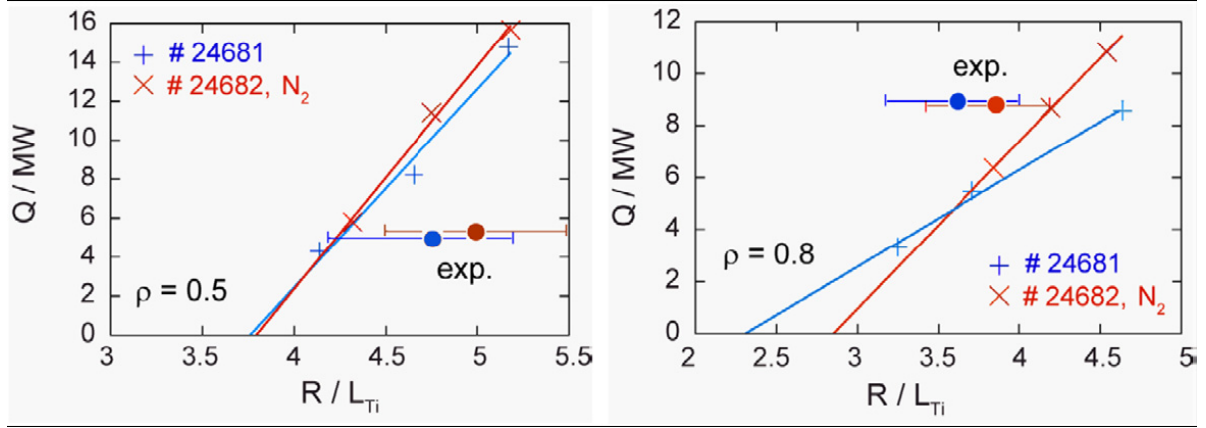 16
14
12
10
8
6
4
2
0
Q / MW
+ # 24681
× # 24682, N₂
exp.
ρ = 0.5
3
3.5
4
4.5
5
5.5
R / L_Ti
12
10
8
6
4
2
0
Q / MW
exp.
ρ = 0.8
+ # 24681
× # 24682, N₂
2
2.5
3
3.5
4
4.5
5
R / L_Ti